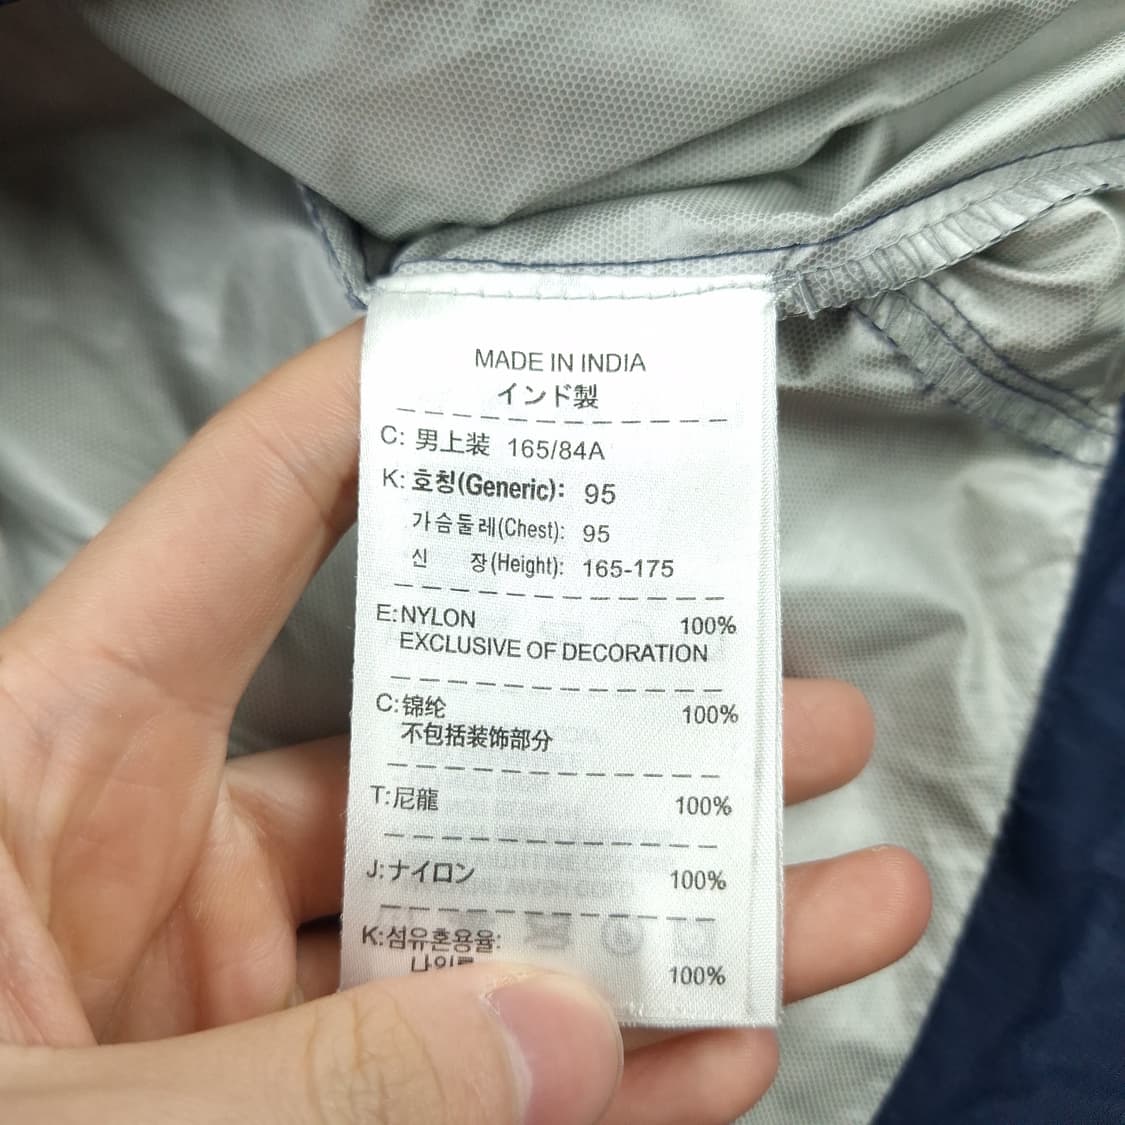 MADE IN INDIA
インド製
C: 男上装 165/84A
K: 호칭(Generic): 95
가슴둘레(Chest): 95
신 장(Height): 165-175
E:NYLON 100%
EXCLUSIVE OF DECORATION
C:锦纶 100%
不包括装饰部分
T:尼龍 100%
J:ナイロン 100%
K:섬유혼용율:
100%